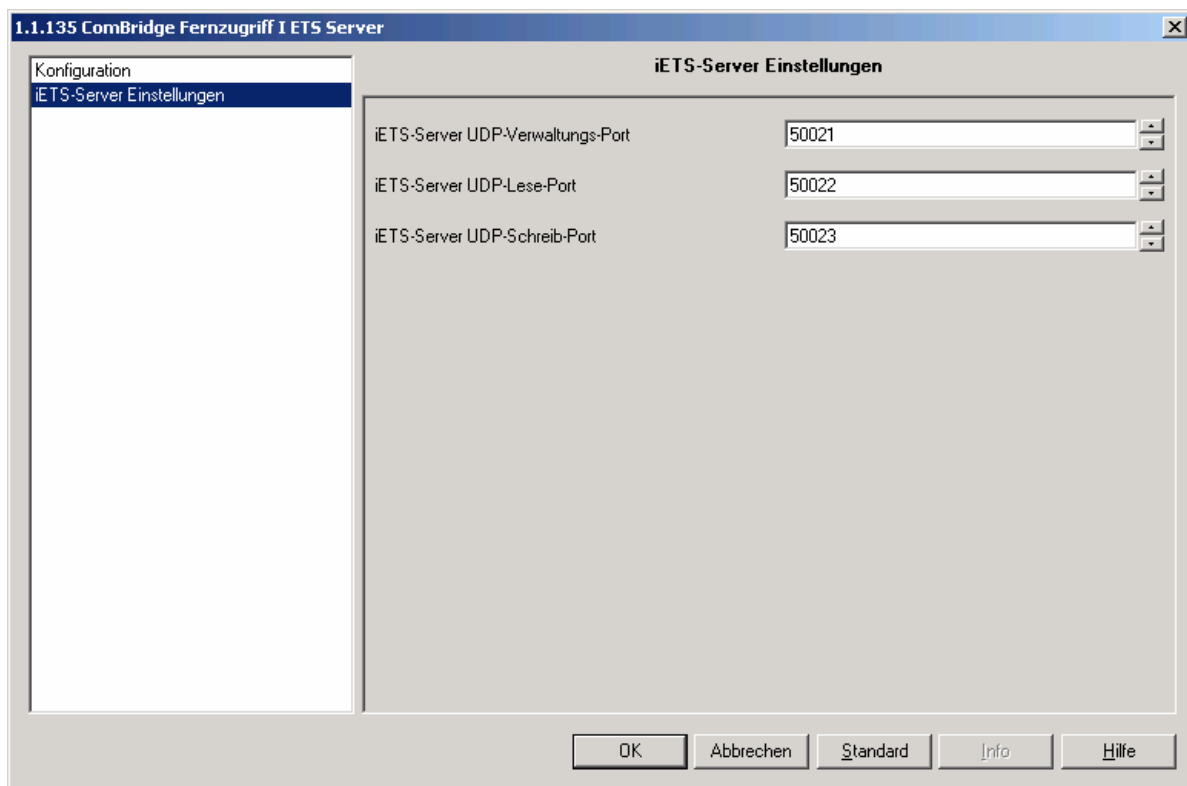 1.1.135 ComBridge Fernzugriff I ETS Server
Konfiguration
iETS-Server Einstellungen
iETS-Server Einstellungen
iETS-Server UDP-Verwaltungs-Port 50021
iETS-Server UDP-Lese-Port 50022
iETS-Server UDP-Schreib-Port 50023
OK Abbrechen Standard Info Hilfe